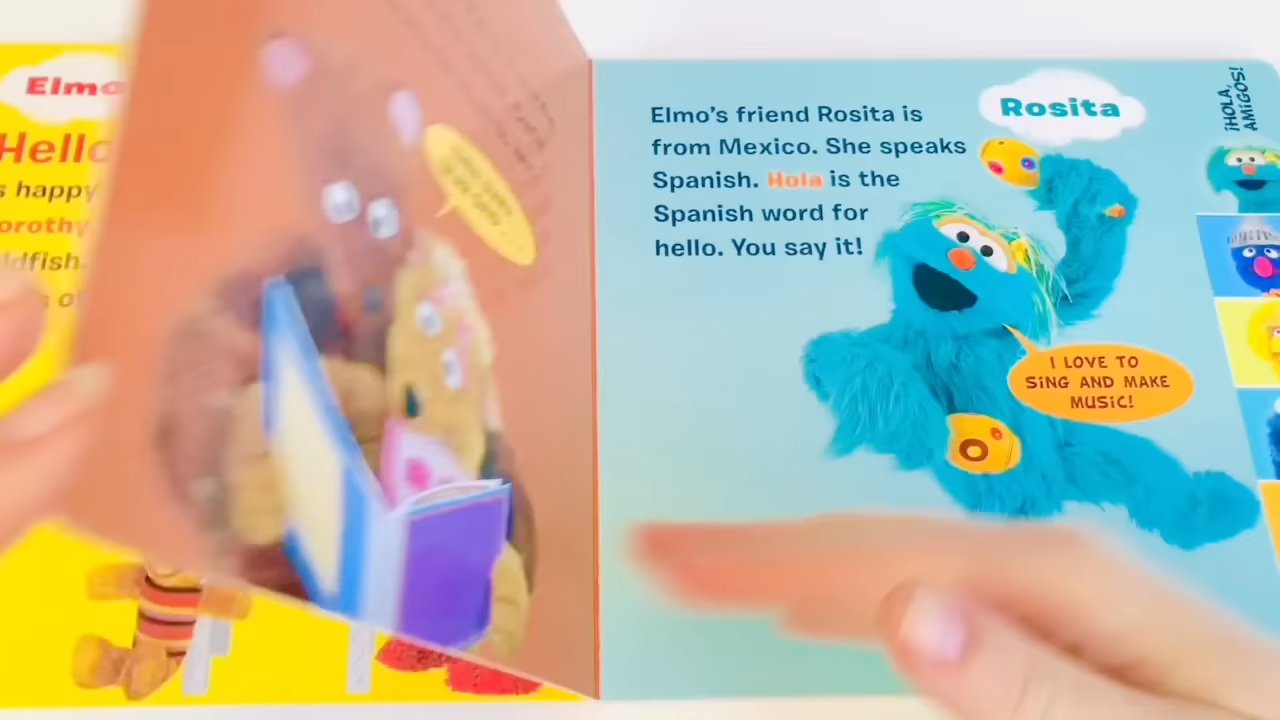 Elmo
Hello
s happy
orothy
ldfish.
Elmo's friend Rosita is
from Mexico. She speaks
Spanish. Hola is the
Spanish word for
hello. You say it!
Rosita
¡HOLA,
AMIGOS!
I LOVE TO
SING AND MAKE
MUSIC!